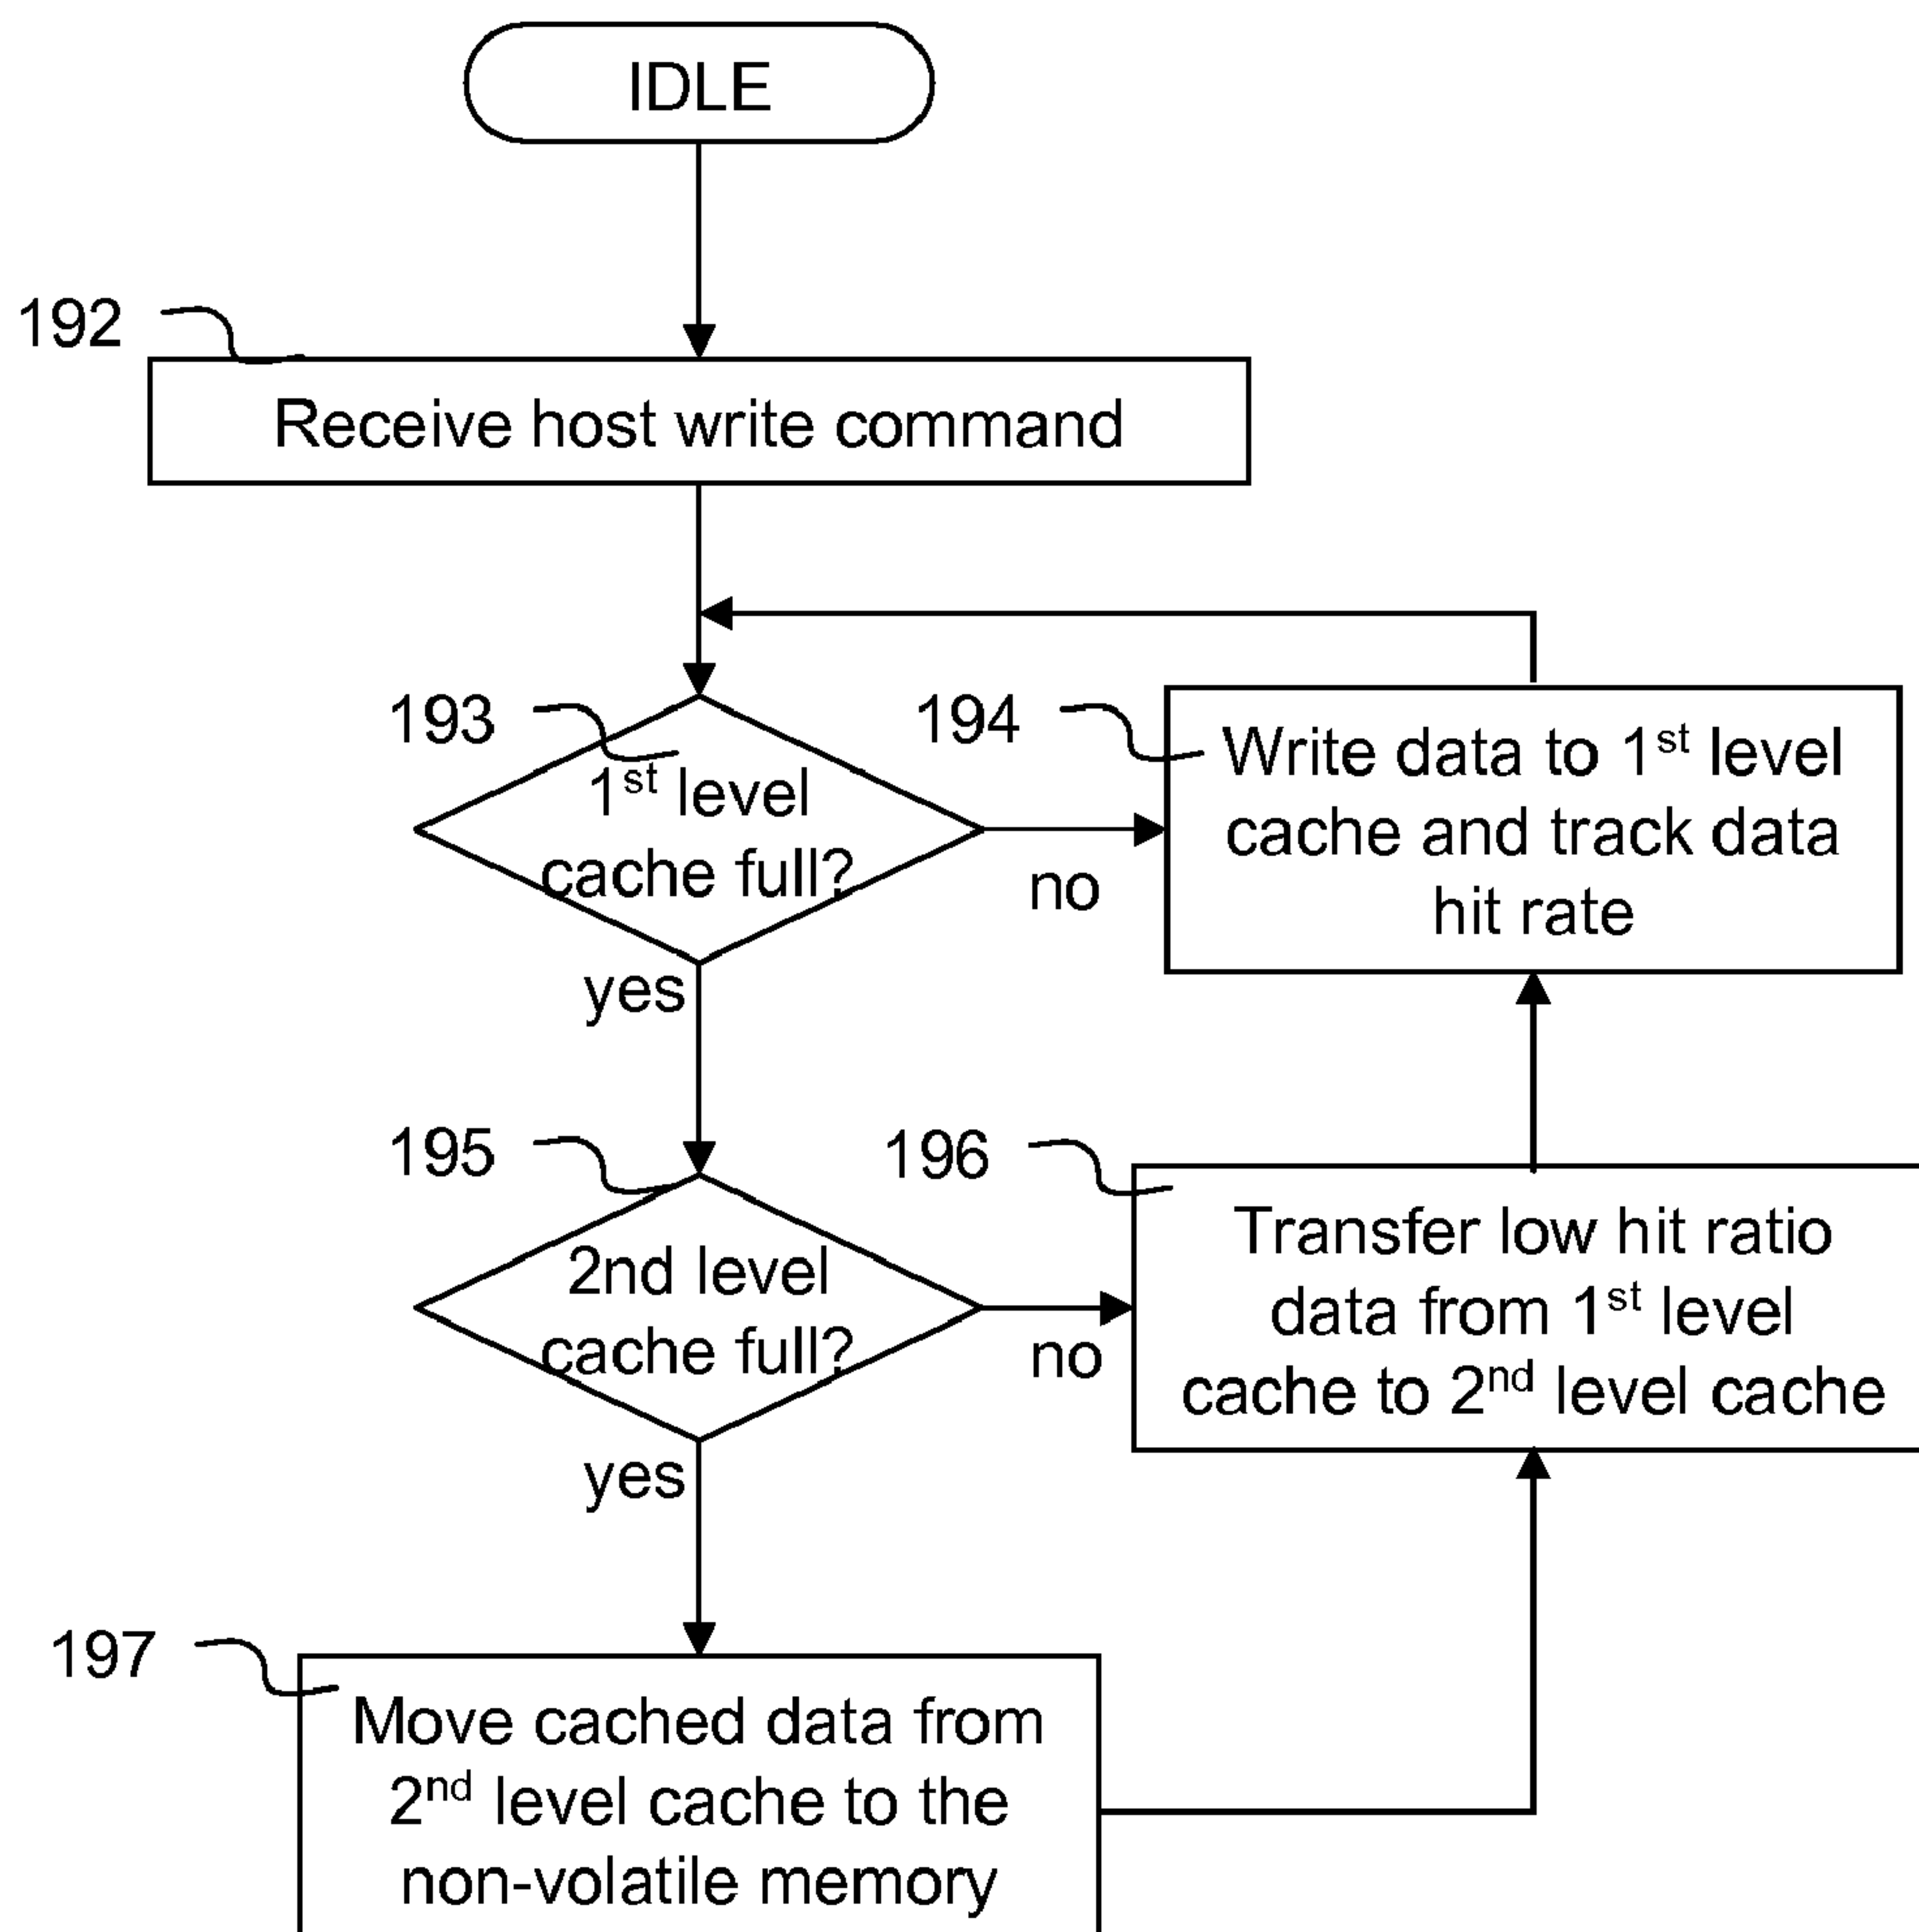 IDLE
192
Receive host write command
193
1st level
cache full?
no
yes
194
Write data to 1st level
cache and track data
hit rate
195
2nd level
cache full?
no
yes
196
Transfer low hit ratio
data from 1st level
cache to 2nd level cache
197
Move cached data from
2nd level cache to the
non-volatile memory